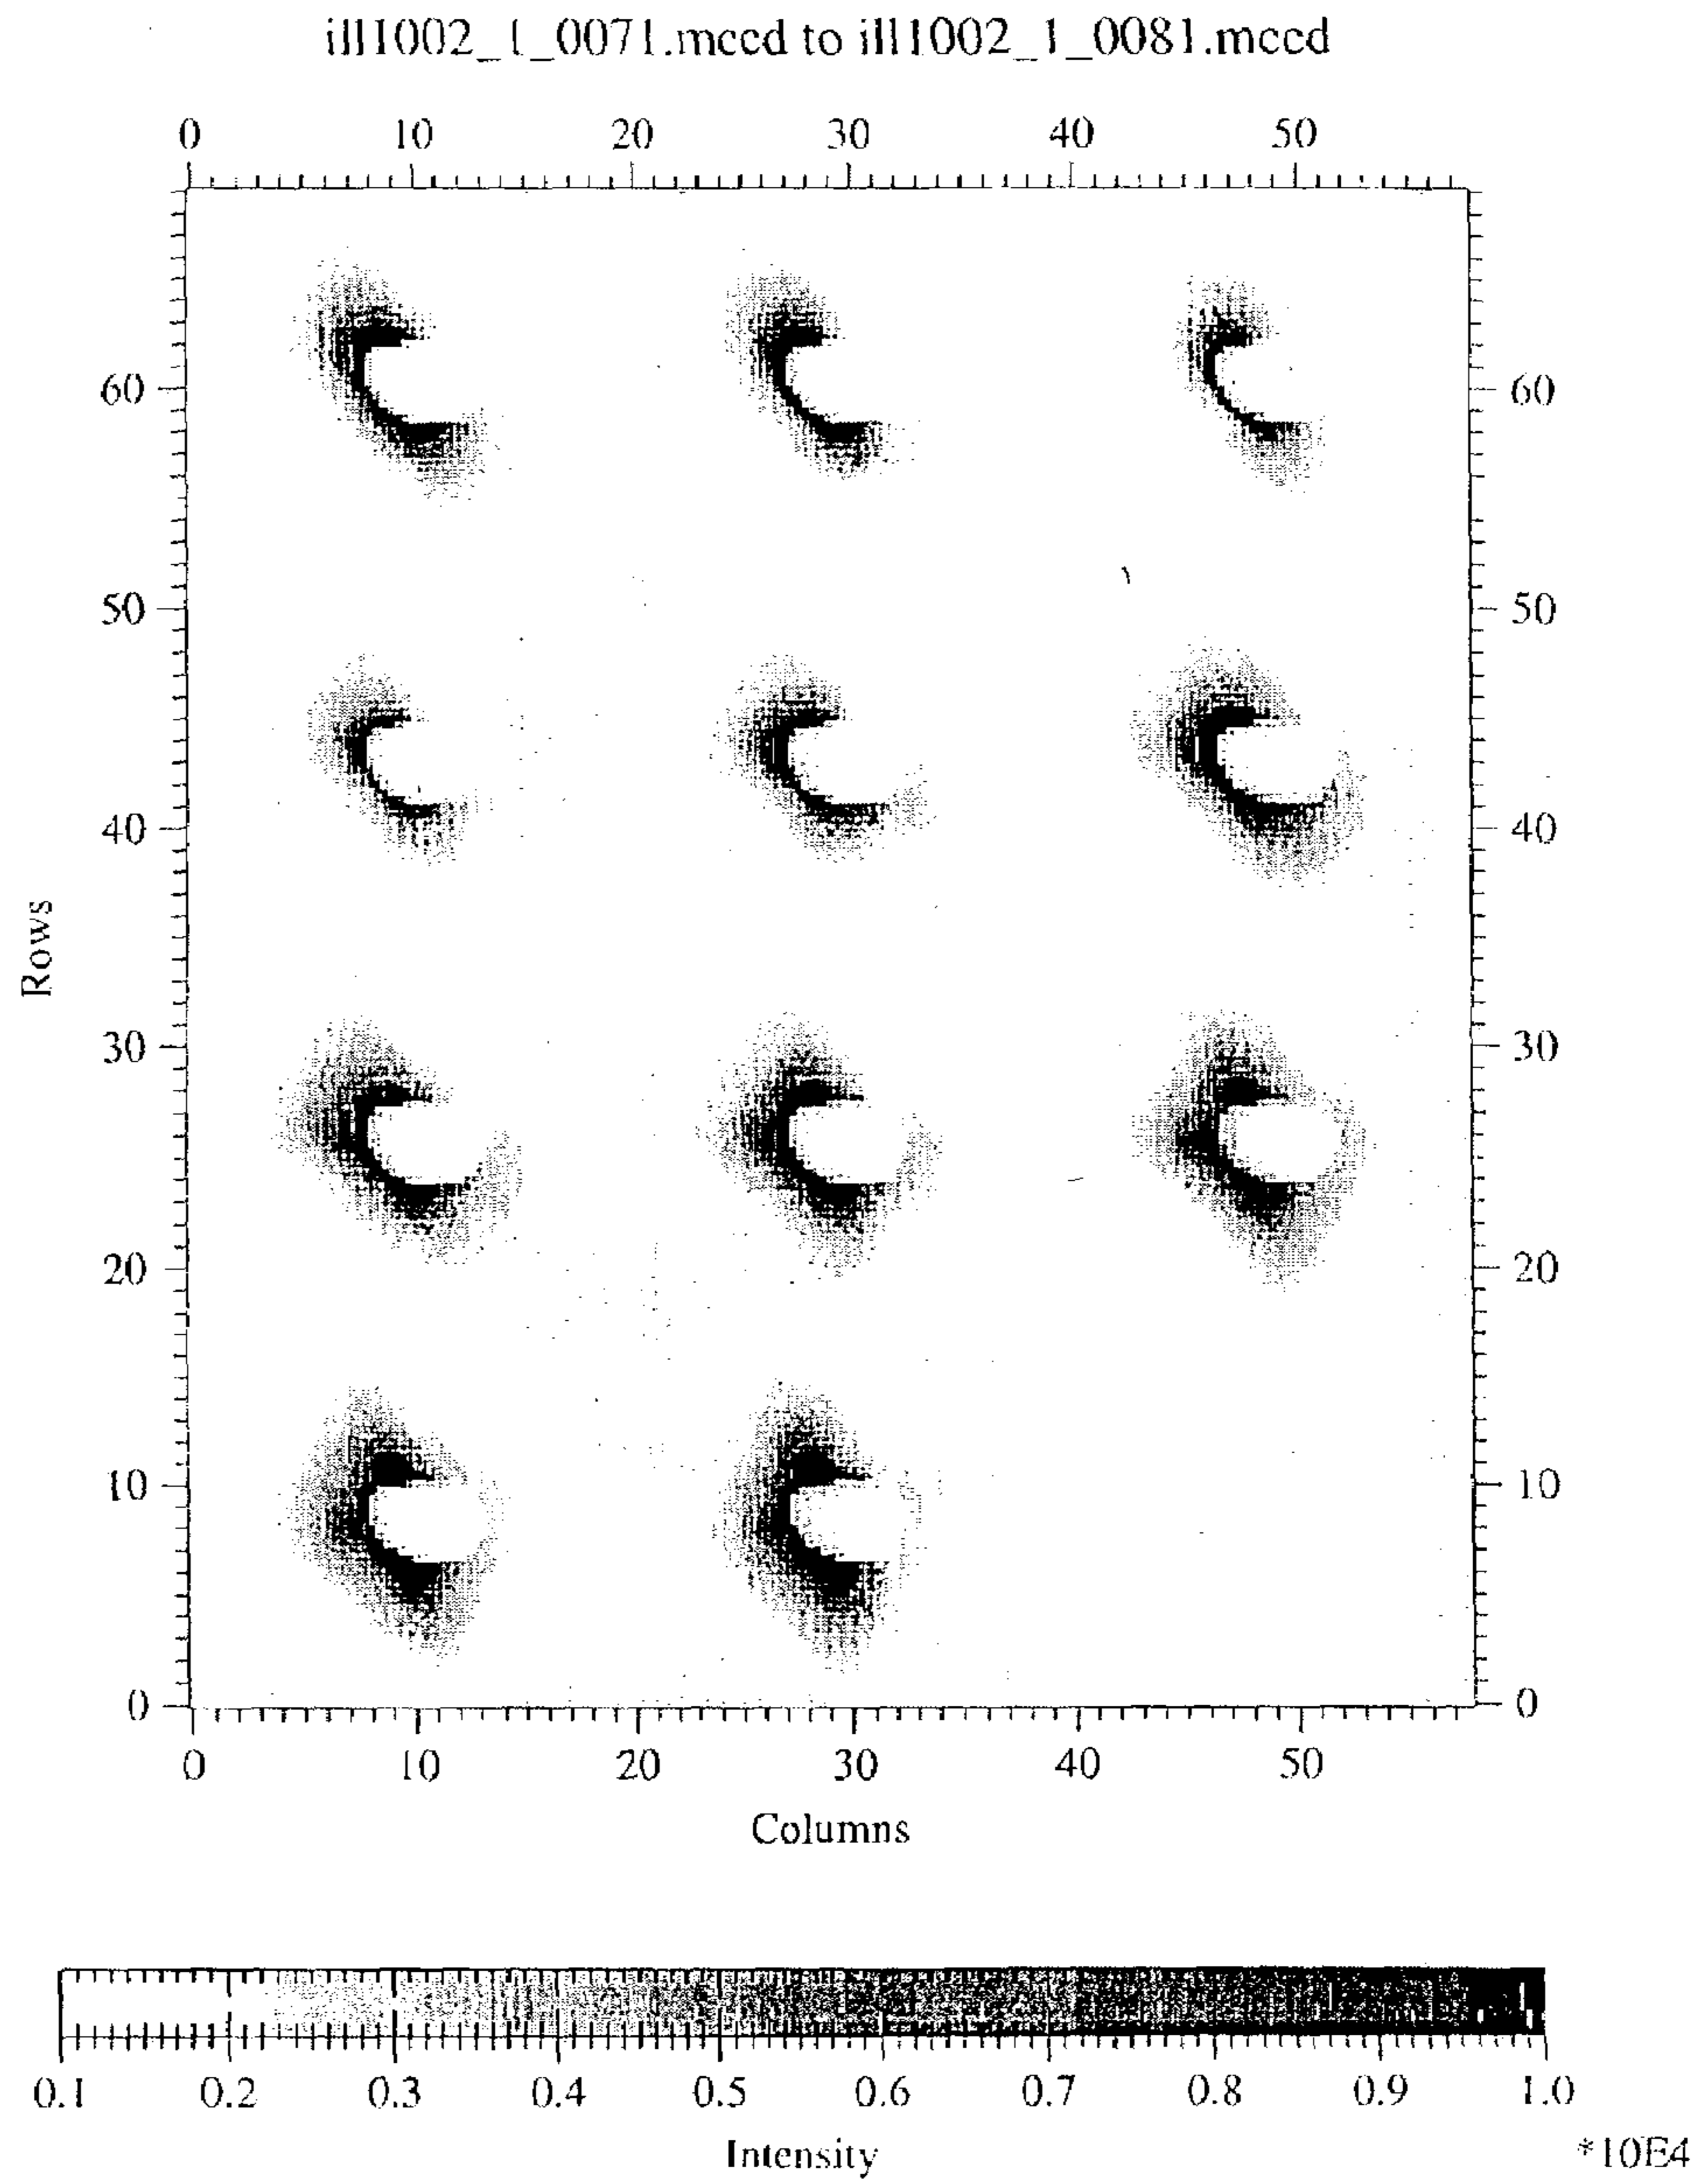 ill1002_1_0071.mccd to ill1002_1_0081.mccd
0 10 20 30 40 50
60 60
50 50
40 40
Rows
30 30
20 20
10 10
0 0
0 10 20 30 40 50
Columns
0.1 0.2 0.3 0.4 0.5 0.6 0.7 0.8 0.9 1.0
Intensity *10E4